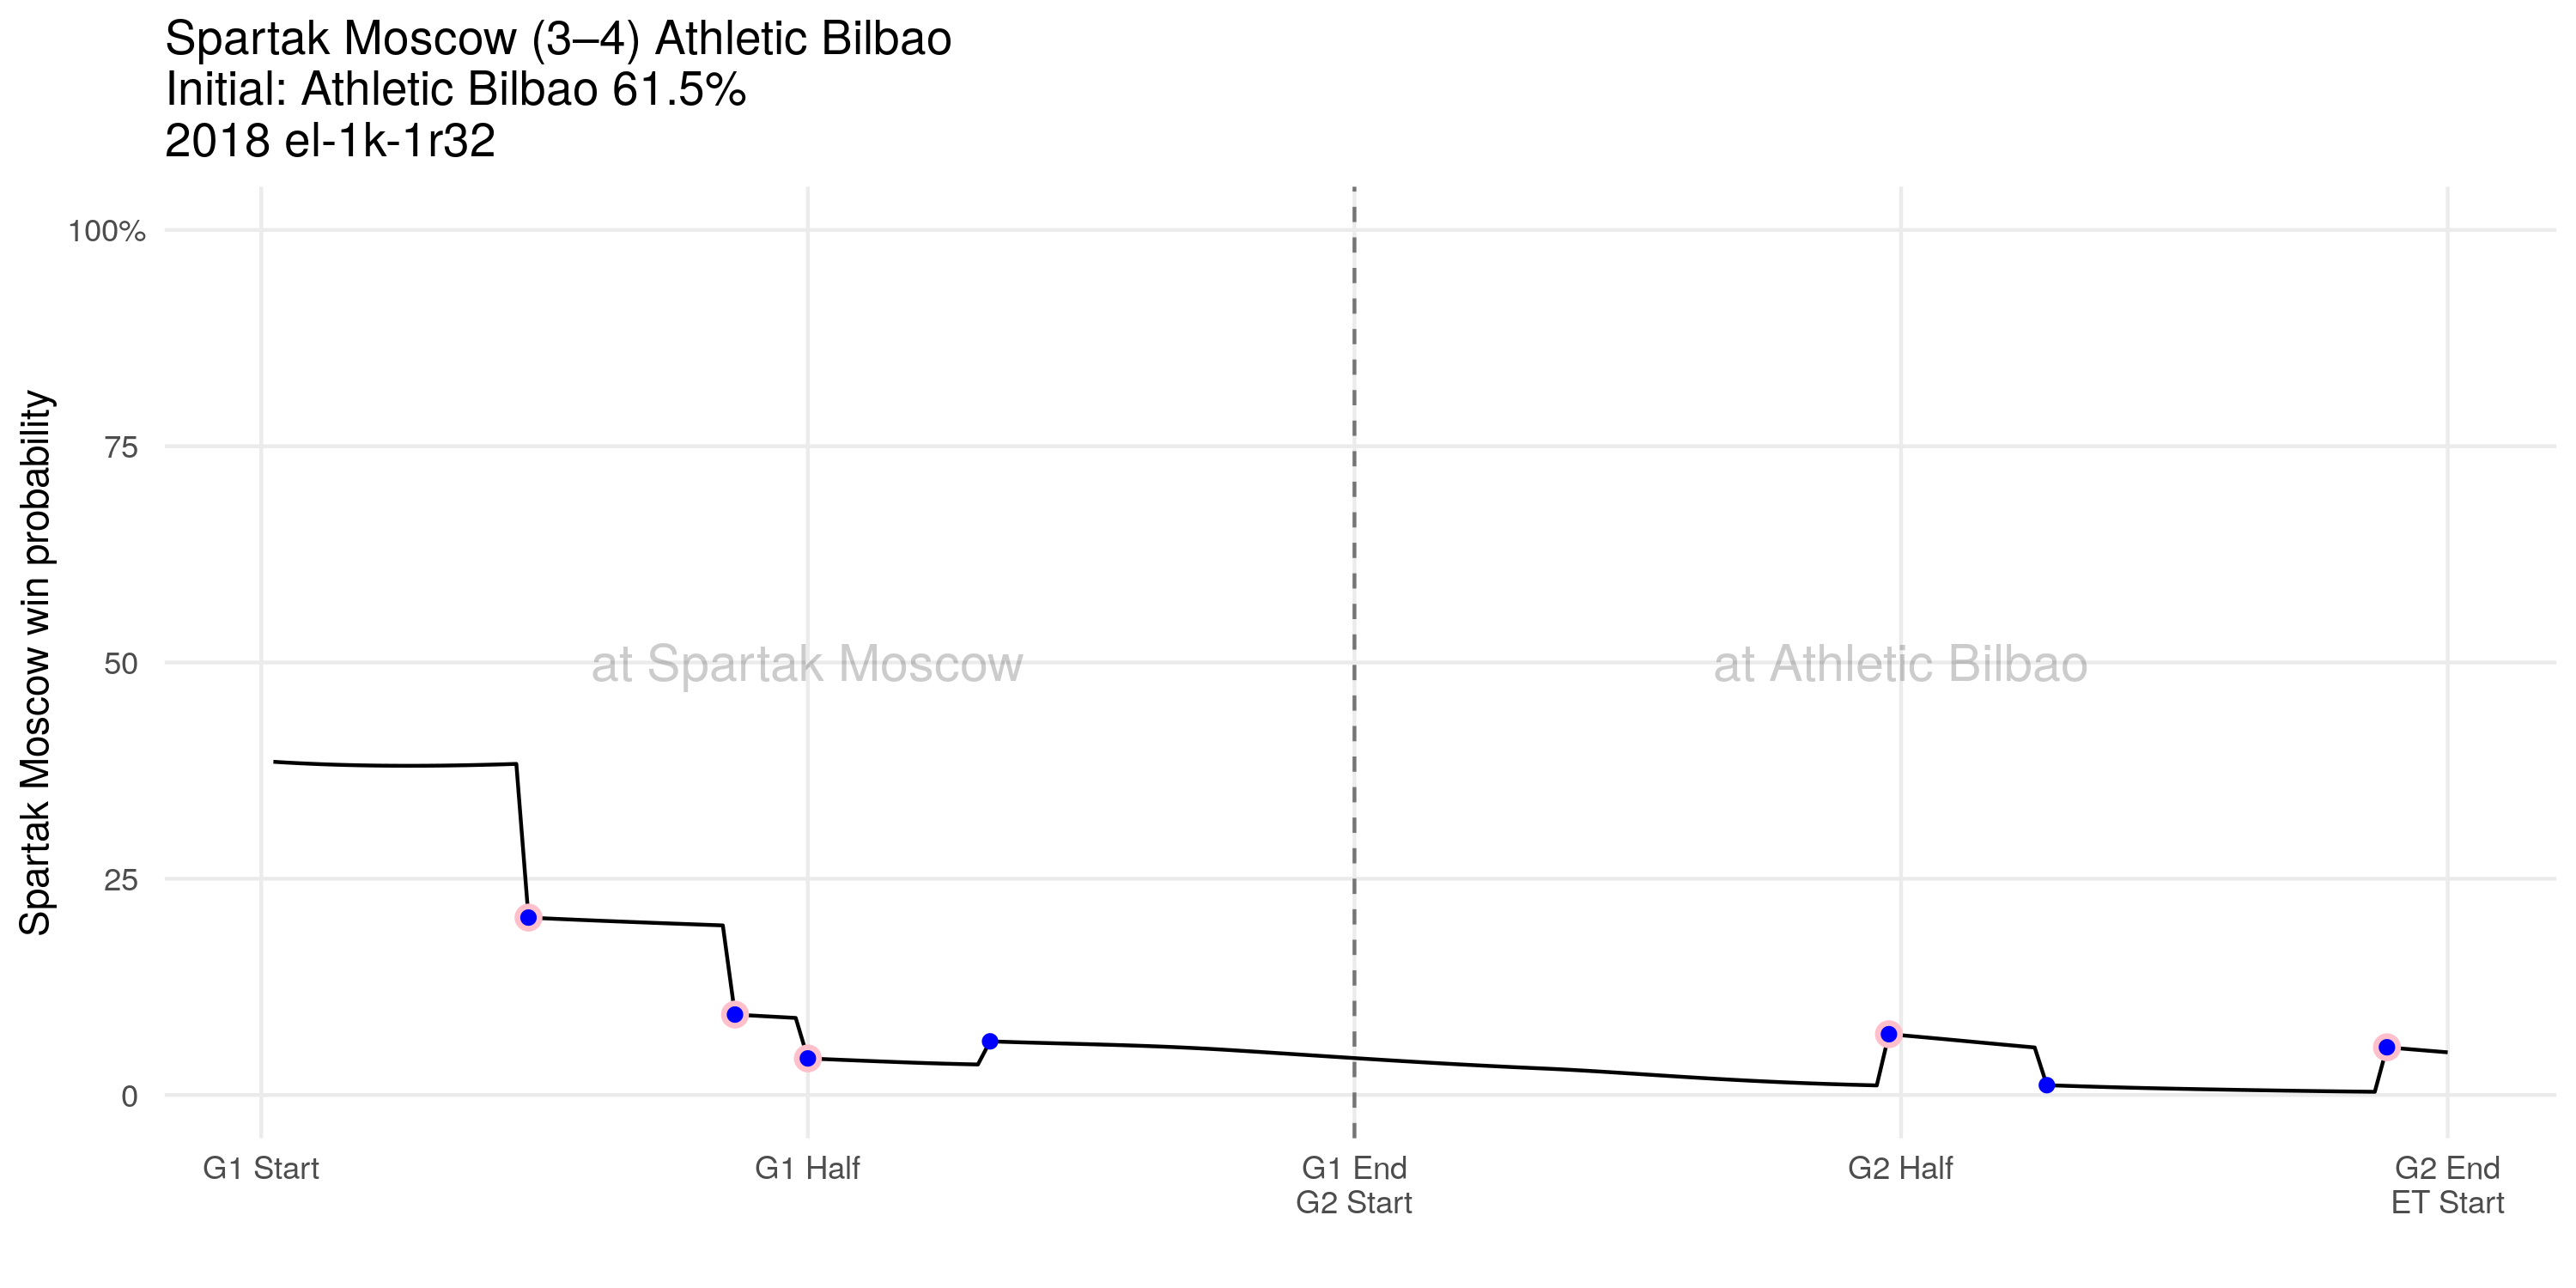 Spartak Moscow (3–4) Athletic Bilbao
Initial: Athletic Bilbao 61.5%
2018 el-1k-1r32
Spartak Moscow win probability
100%
75
50
25
0
at Spartak Moscow
at Athletic Bilbao
G1 Start
G1 Half
G1 End
G2 Start
G2 Half
G2 End
ET Start